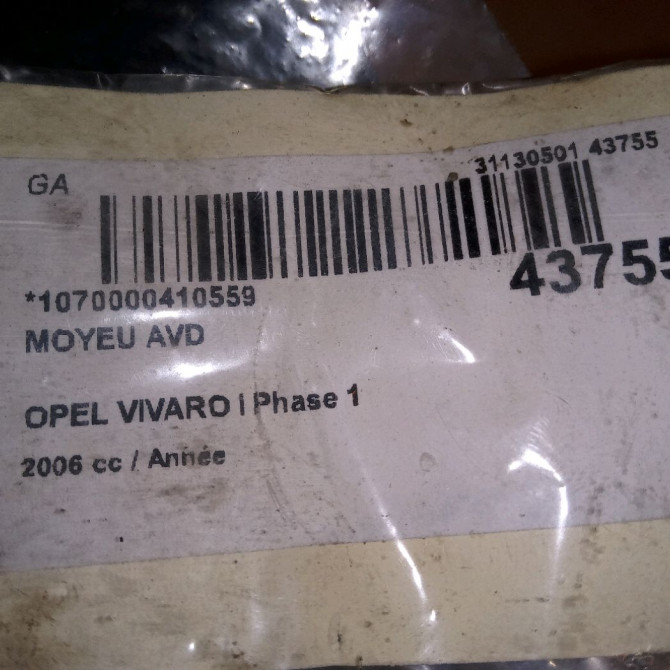 GA
31130501 43755
43755
*1070000410559
MOYEU AVD
OPEL VIVARO I Phase 1
2006 cc / Année